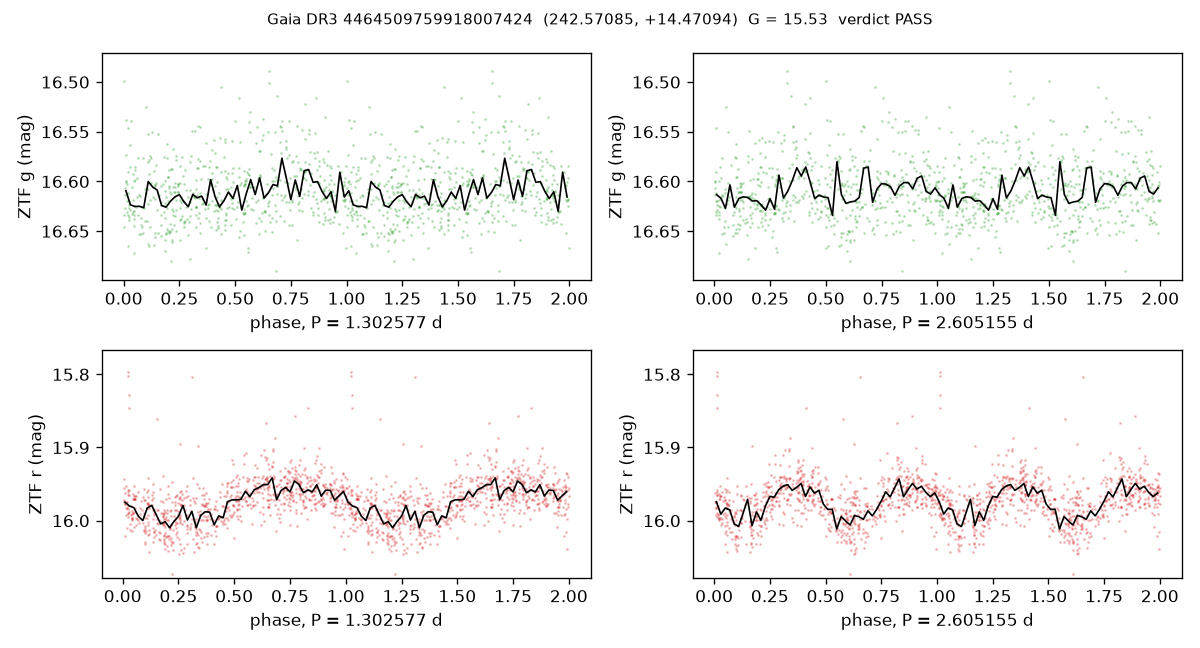 Gaia DR3 4464509759918007424 (242.57085, +14.47094) G = 15.53 verdict PASS
ZTF g (mag)
16.50
16.55
16.60
16.65
0.00 0.25 0.50 0.75 1.00 1.25 1.50 1.75 2.00
phase, P = 1.302577 d
ZTF g (mag)
16.50
16.55
16.60
16.65
0.00 0.25 0.50 0.75 1.00 1.25 1.50 1.75 2.00
phase, P = 2.605155 d
ZTF r (mag)
15.8
15.9
16.0
0.00 0.25 0.50 0.75 1.00 1.25 1.50 1.75 2.00
phase, P = 1.302577 d
ZTF r (mag)
15.8
15.9
16.0
0.00 0.25 0.50 0.75 1.00 1.25 1.50 1.75 2.00
phase, P = 2.605155 d